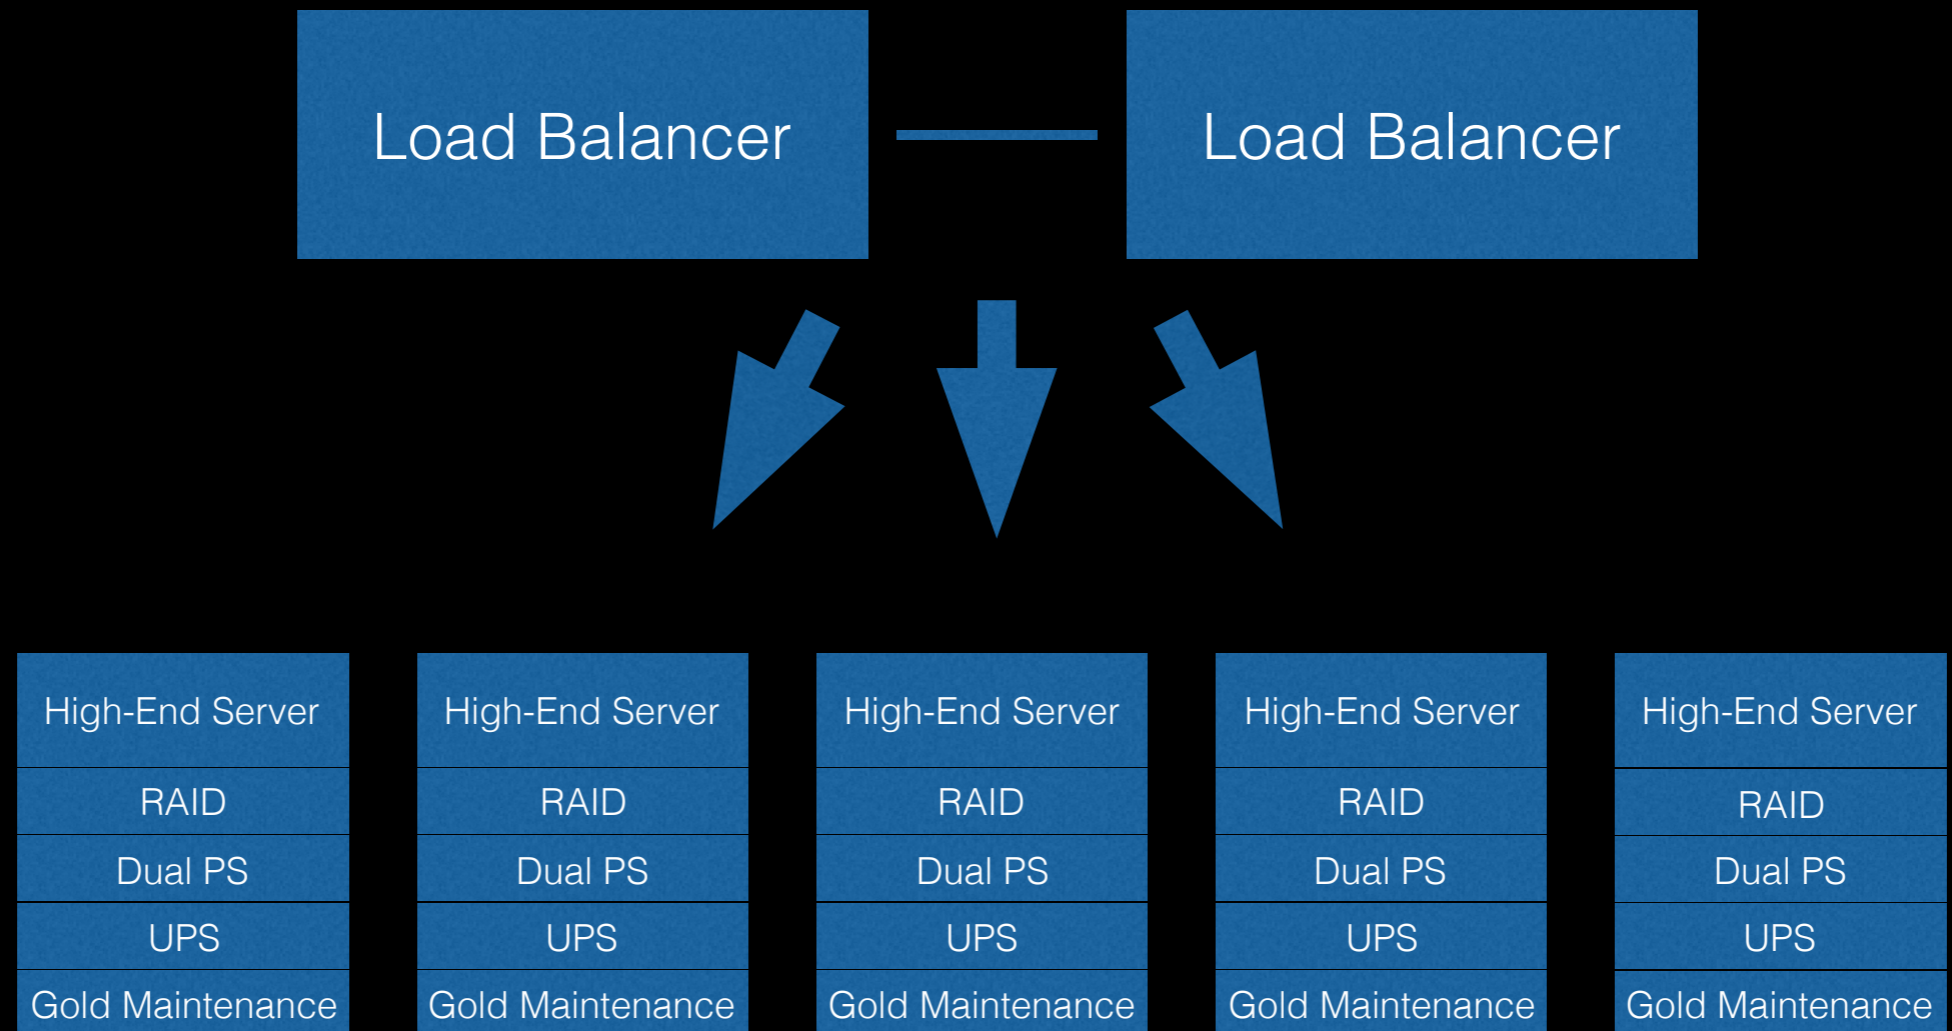 Load Balancer
Load Balancer
High-End Server
High-End Server
High-End Server
High-End Server
High-End Server
RAID
RAID
RAID
RAID
RAID
Dual PS
Dual PS
Dual PS
Dual PS
Dual PS
UPS
UPS
UPS
UPS
UPS
Gold Maintenance
Gold Maintenance
Gold Maintenance
Gold Maintenance
Gold Maintenance